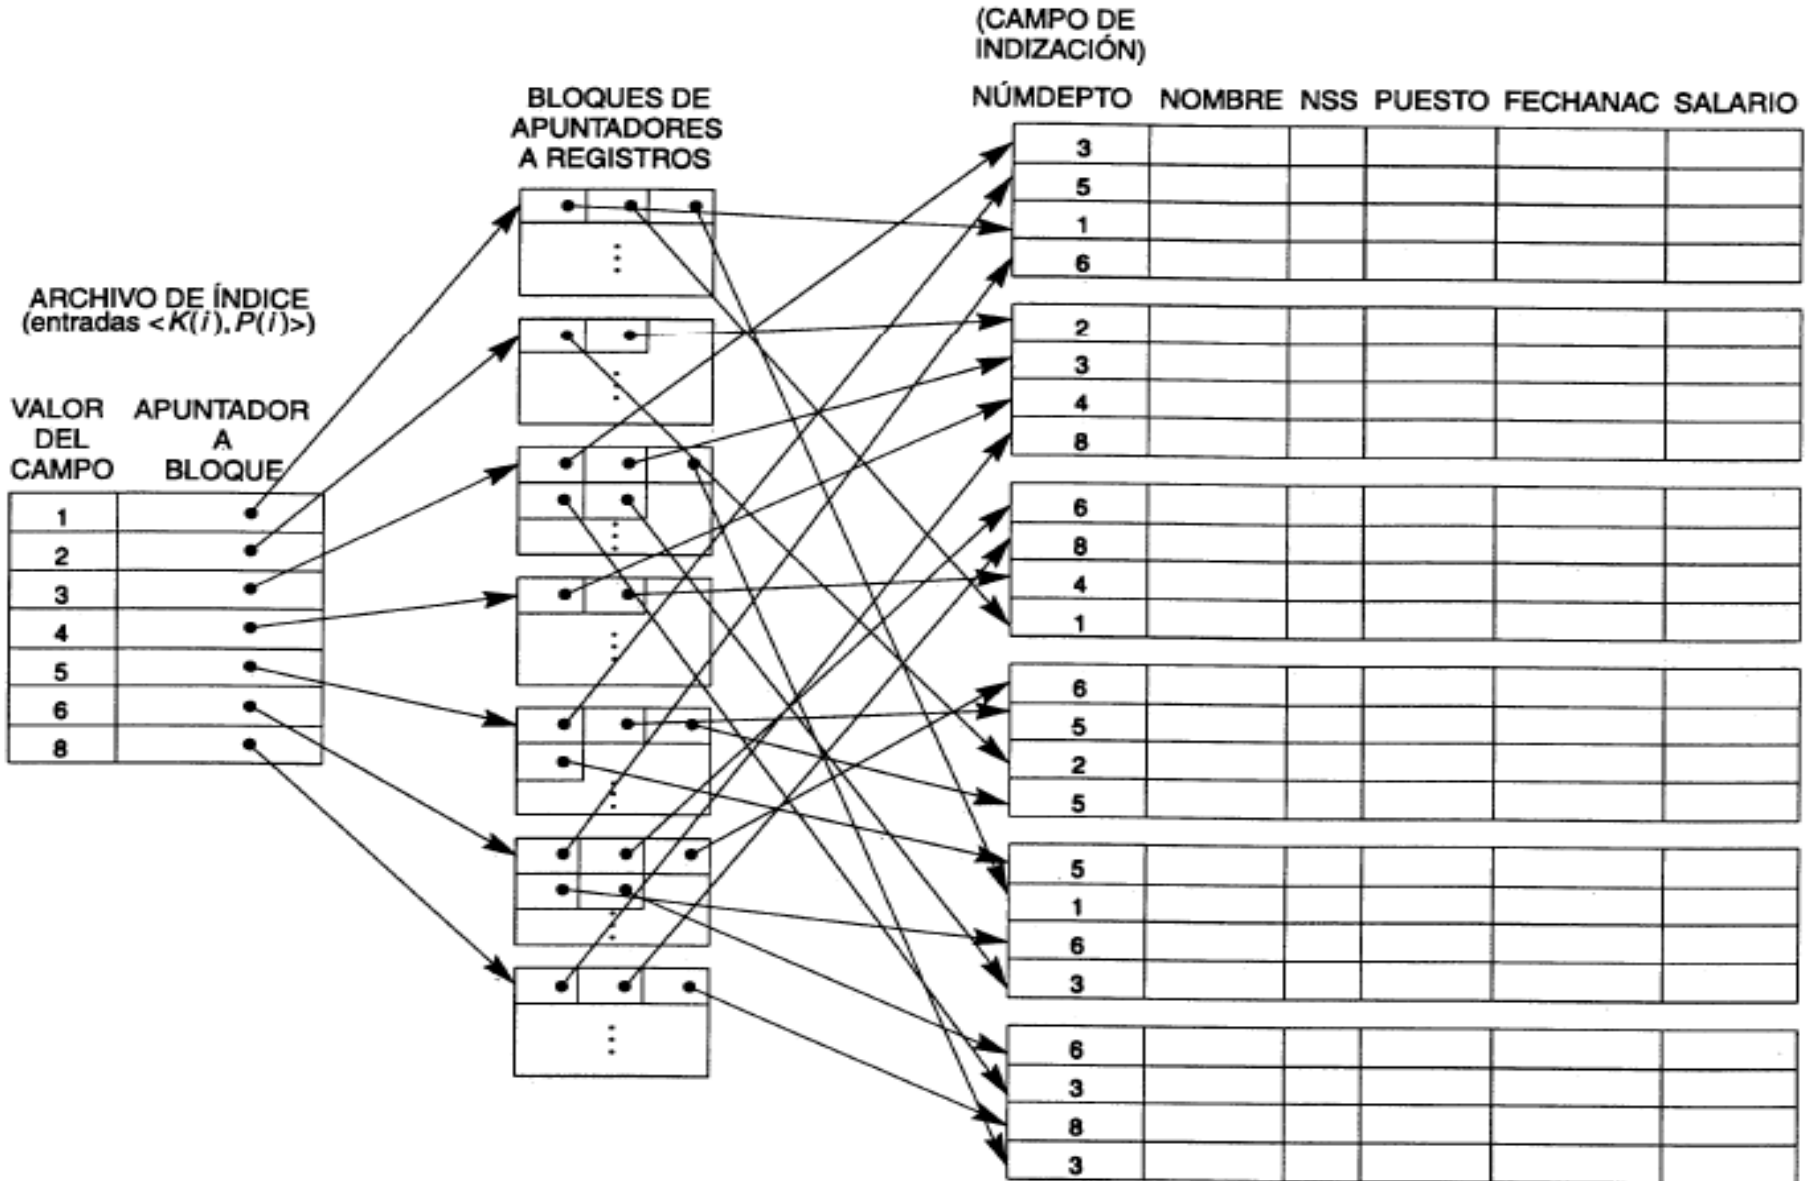 (CAMPO DE
INDIZACIÓN)
NÚMDEPTO NOMBRE NSS PUESTO FECHANAC SALARIO
BLOQUES DE
APUNTADORES
A REGISTROS
ARCHIVO DE ÍNDICE
(entradas <K(i), P(i)>)
VALOR
DEL
CAMPO
APUNTADOR
A
BLOQUE
1
2
3
4
5
6
8
3
5
1
6
2
3
4
8
6
8
4
1
6
5
2
5
5
1
6
3
6
3
8
3